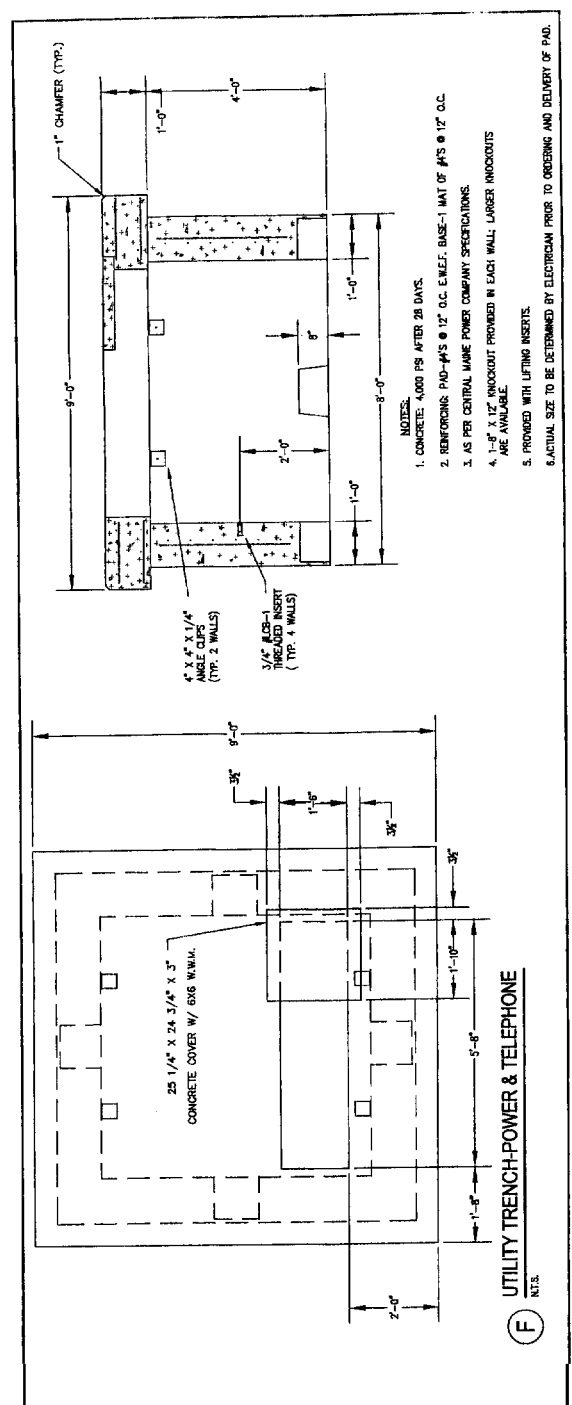 1" CHAMFER (TYP.)
9'-0"
1'-0"
4'-0"
4" X 4" X 1/4"
ANGLE CLIPS
(TYP. 2 WALLS)
3/4" #LCB-1
THREADED INSERT
( TYP. 4 WALLS)
2'-0"
8"
1'-0"
1'-0"
8'-0"
NOTES:
1. CONCRETE: 4,000 PSI AFTER 28 DAYS.
2. REINFORCING: PAD-#4'S @ 12" O.C. E.W.E.F. BASE-1 MAT OF #4'S @ 12" O.C.
3. AS PER CENTRAL MAINE POWER COMPANY SPECIFICATIONS.
4. 1-8" X 12" KNOCKOUT PROVIDED IN EACH WALL; LARGER KNOCKOUTS
ARE AVAILABLE.
5. PROVIDED WITH LIFTING INSERTS.
6.ACTUAL SIZE TO BE DETERMINED BY ELECTRICIAN PRIOR TO ORDERING AND DELIVERY OF PAD.
9'-0"
3½"
1'-6"
3½"
3½"
25 1/4" X 24 3/4" X 3"
CONCRETE COVER W/ 6X6 W.W.M.
1'-10"
5'-8"
1'-8"
2'-0"
F
UTILITY TRENCH-POWER & TELEPHONE
N.T.S.